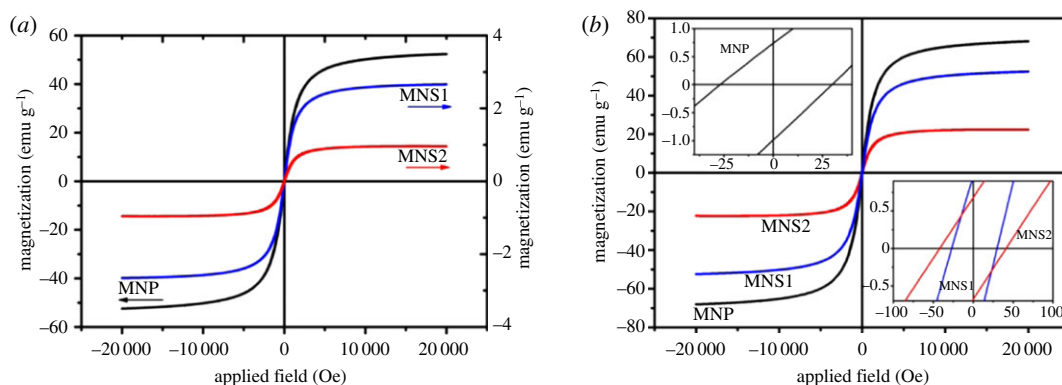 (a)
60
40
20
0
−20
−40
−60
magnetization (emu g−1)
4
2
0
−2
−4
magnetization (emu g−1)
MNS1
MNS2
MNP
−20 000
−10 000
0
10 000
20 000
applied field (Oe)
(b)
80
60
40
20
0
−20
−40
−60
−80
magnetization (emu g−1)
1.0
0.5
0
−0.5
−1.0
MNP
−25
0
25
0.5
0
−0.5
MNS2
MNS1
−100
−50
0
50
100
MNS2
MNS1
MNP
−20 000
−10 000
0
10 000
20 000
applied field (Oe)